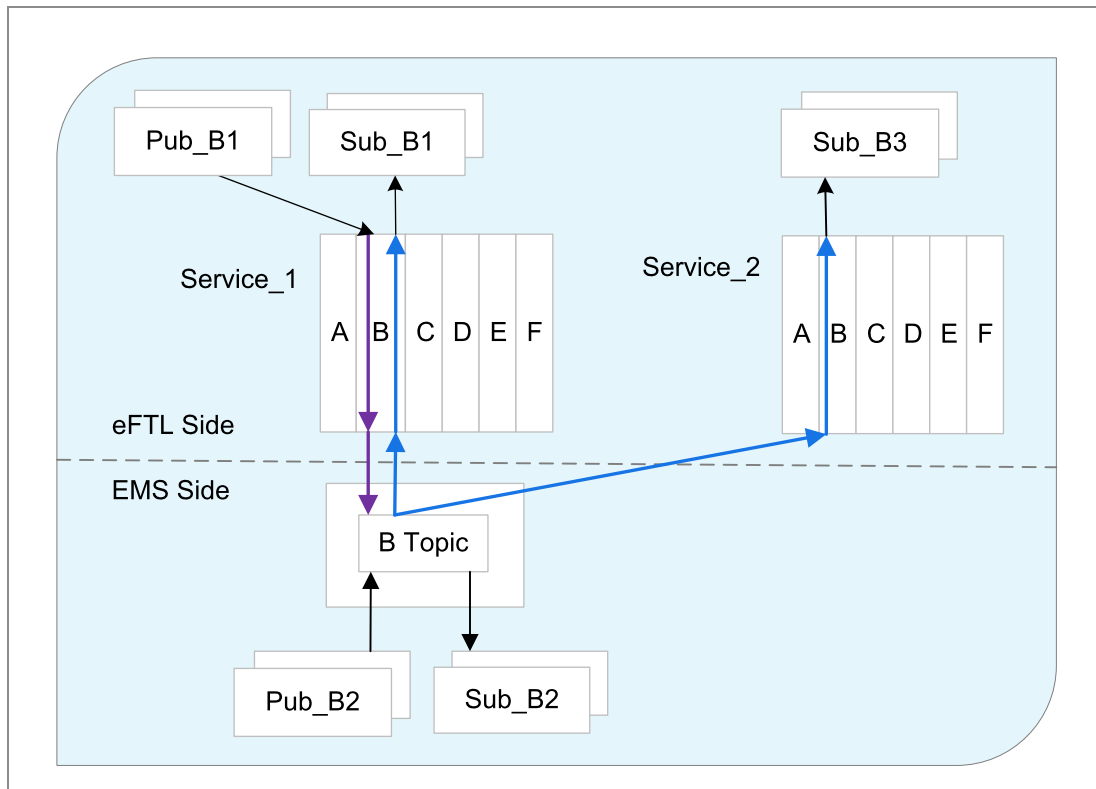 Pub_B1
Sub_B1
Sub_B3
Service_1
Service_2
A B C D E F
A B C D E F
eFTL Side
EMS Side
B Topic
Pub_B2
Sub_B2